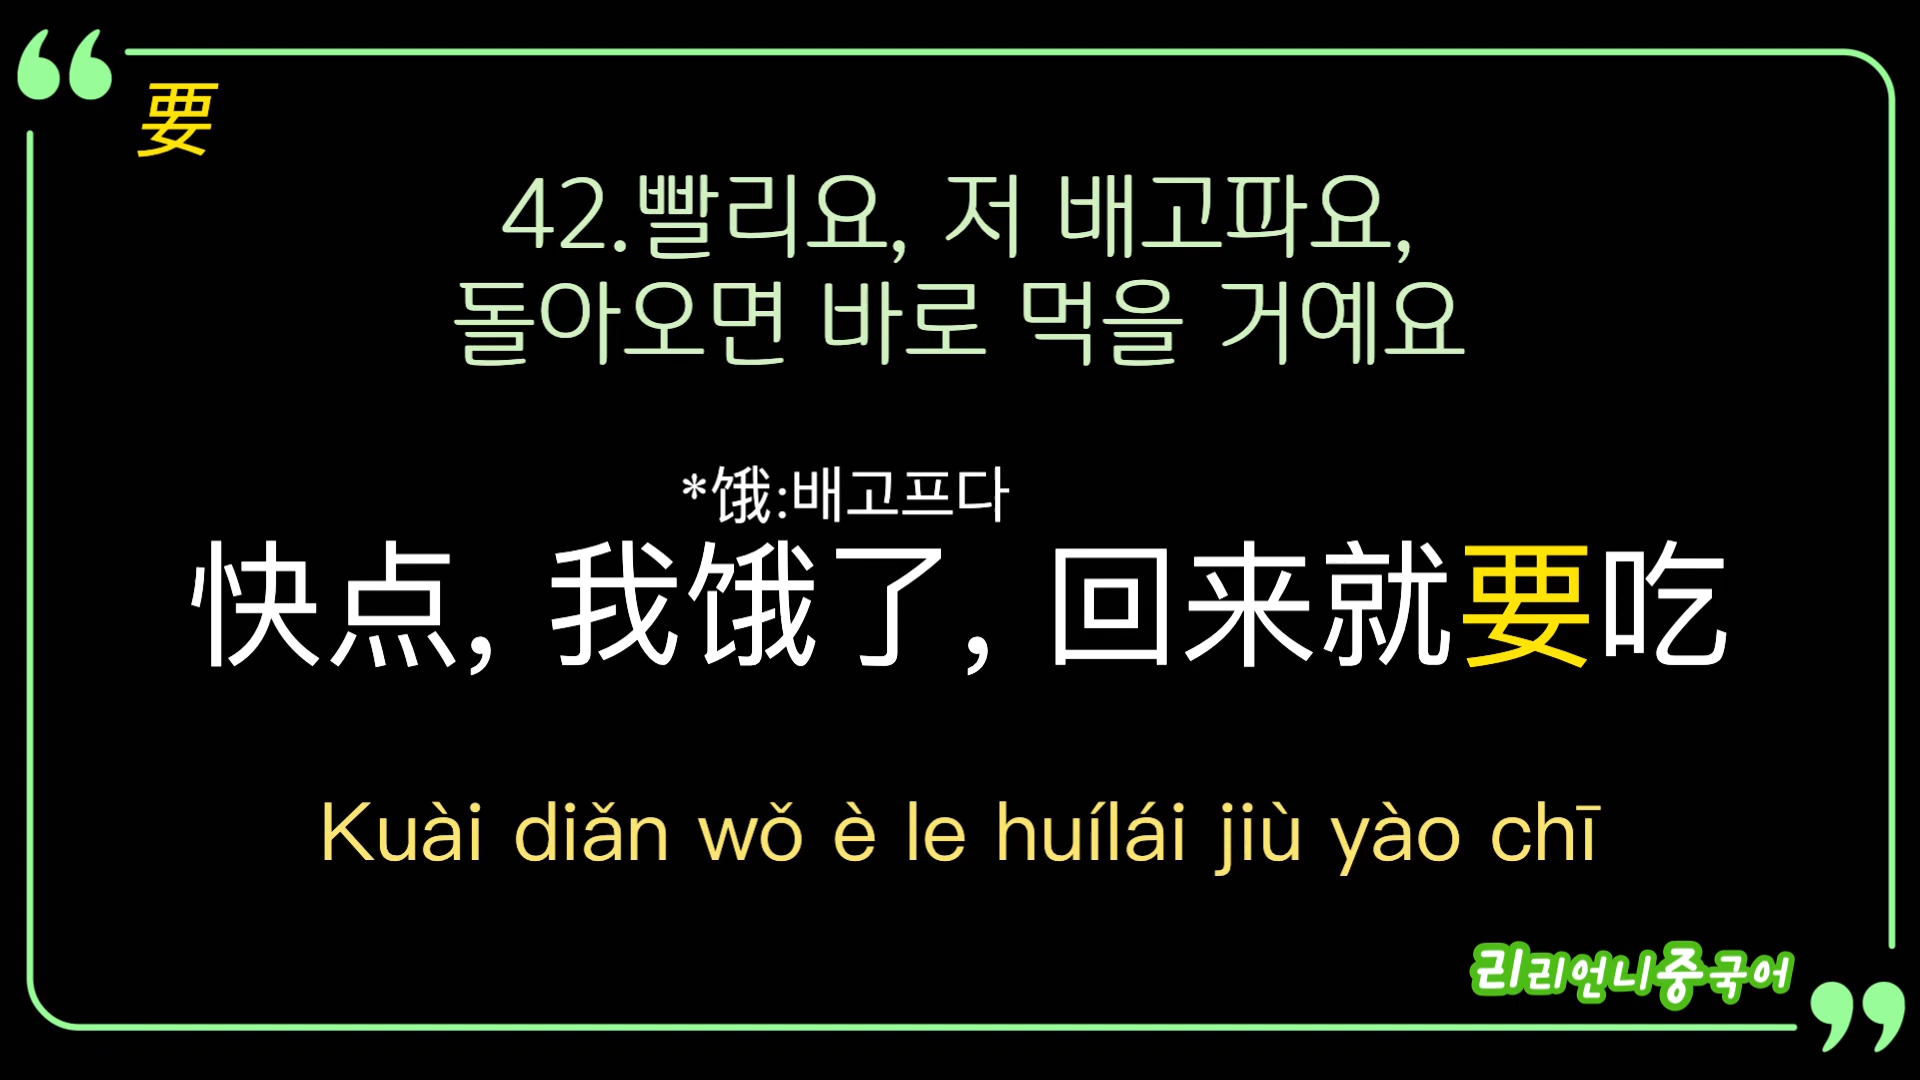 要
42.빨리요, 저 배고파요,
돌아오면 바로 먹을 거예요
*饿:배고프다
快点, 我饿了, 回来就要吃
Kuài diǎn wǒ è le huílái jiù yào chī
리리언니중국어